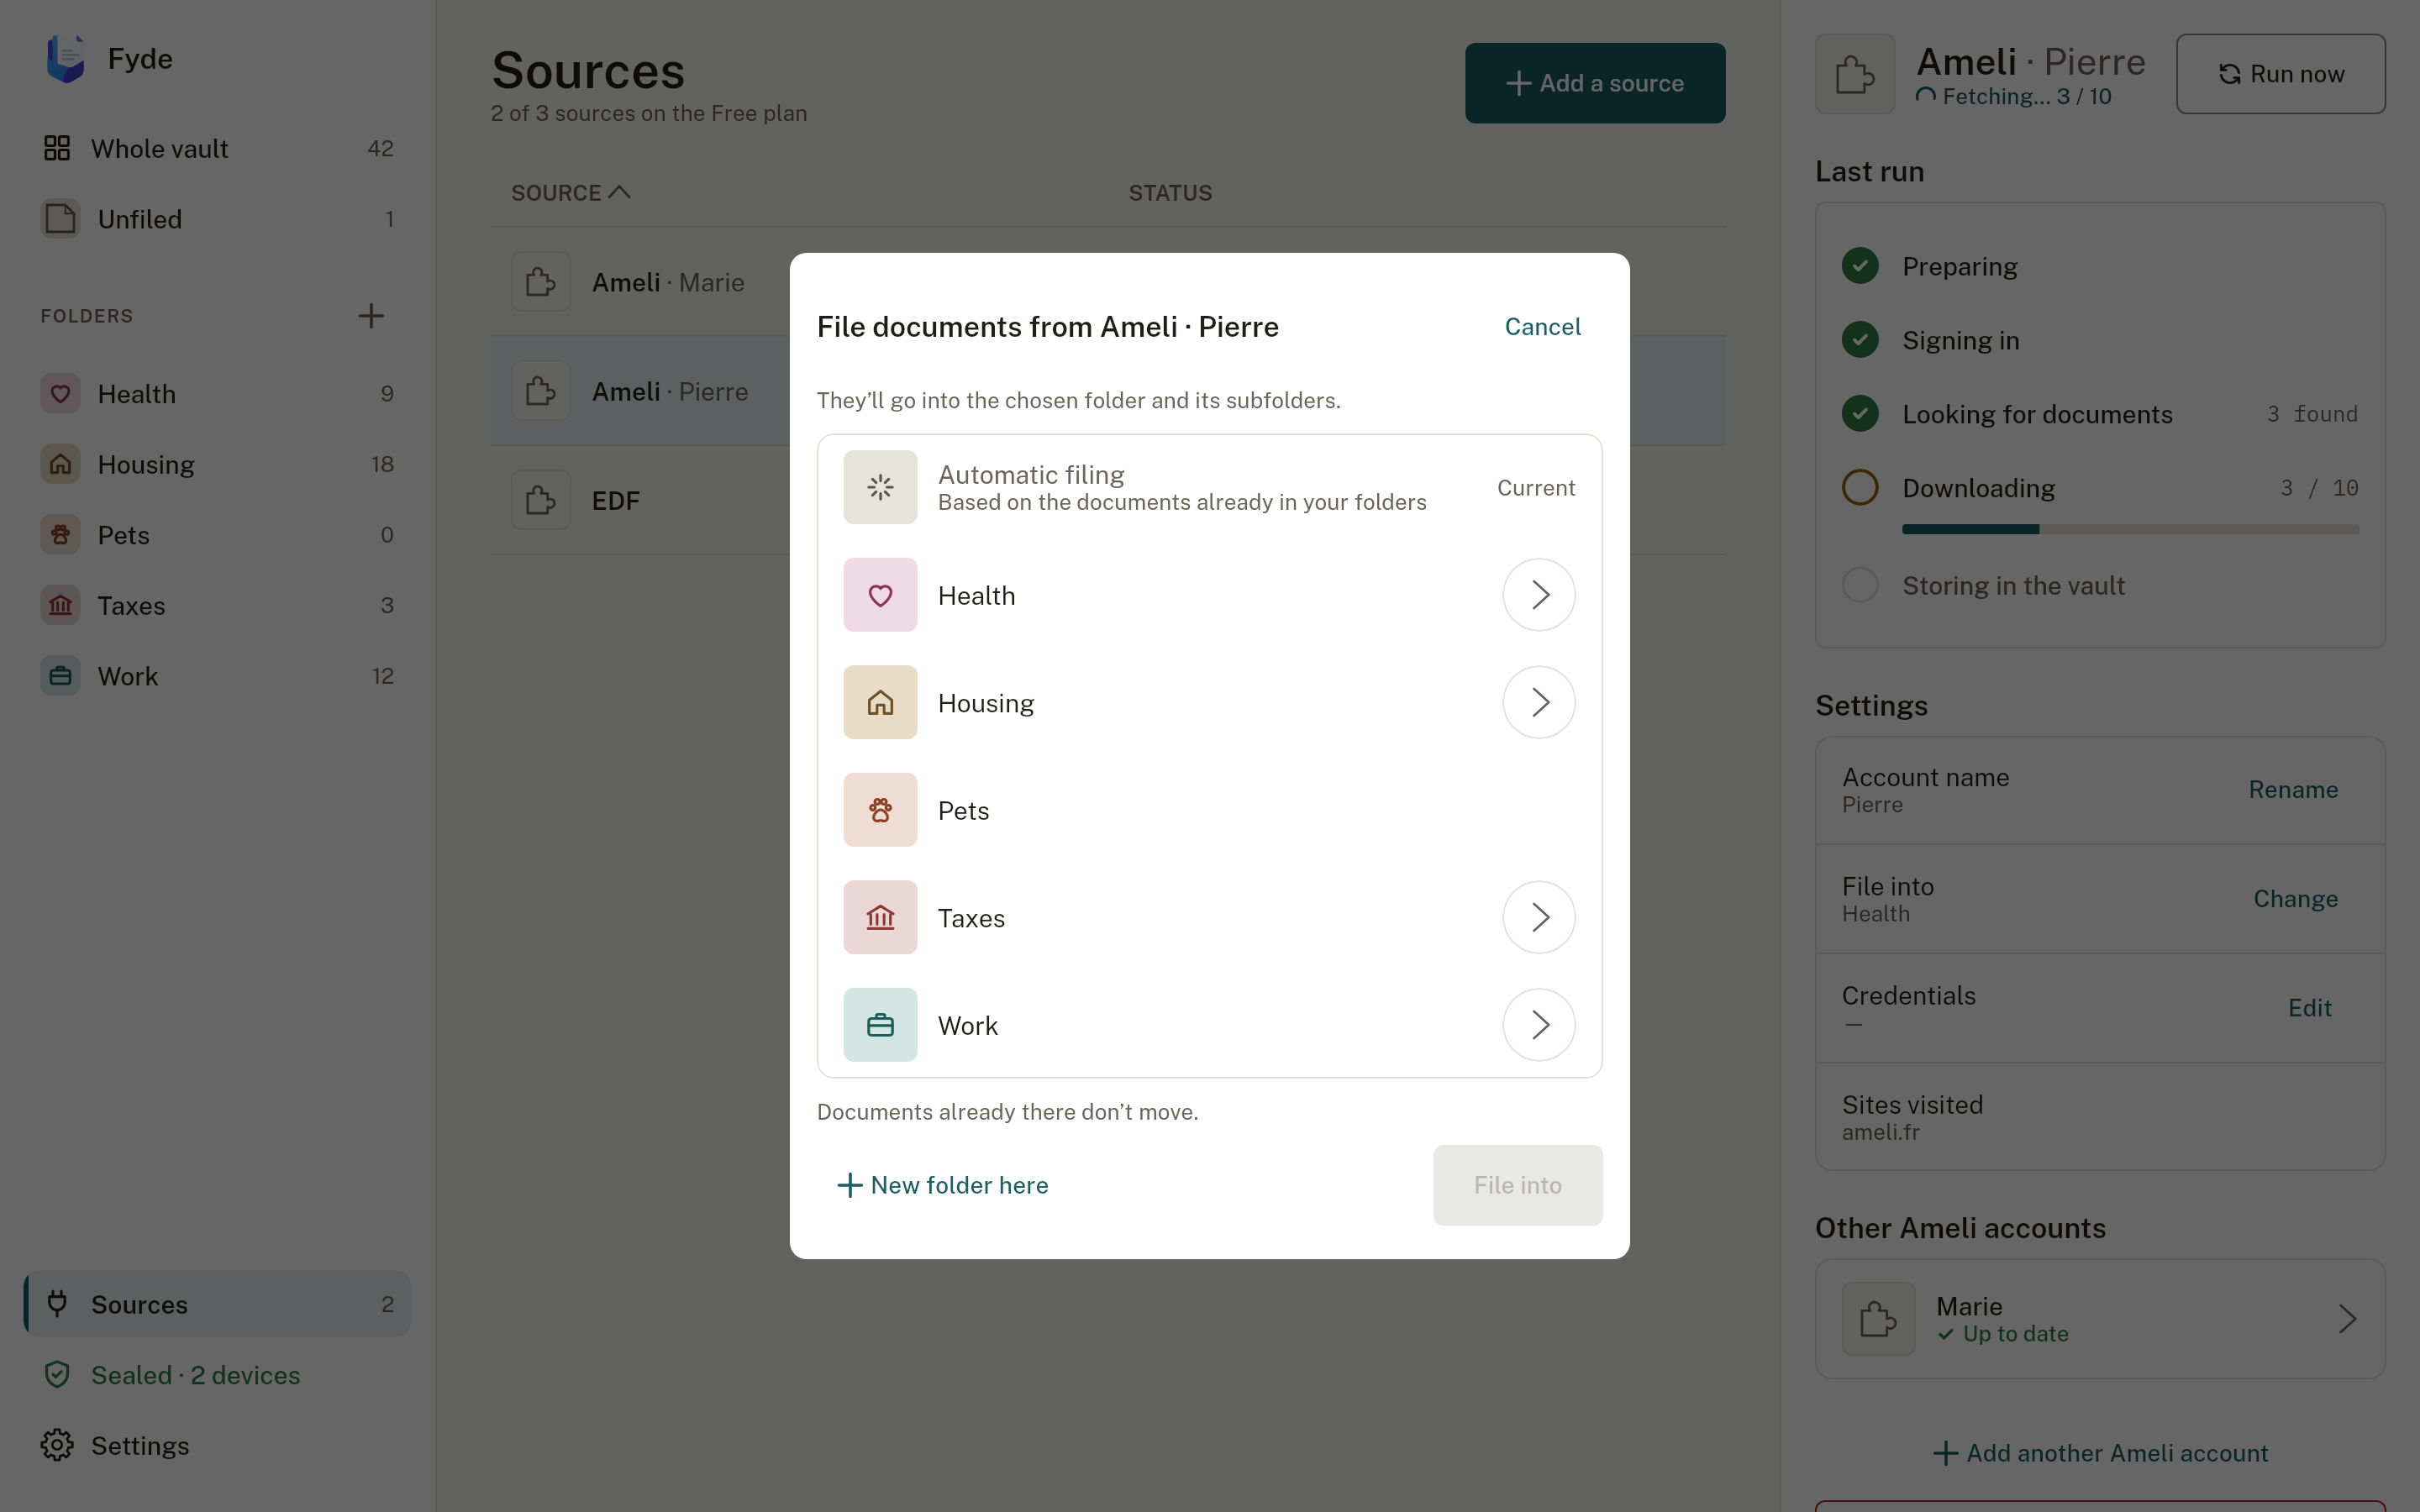 Fyde
Whole vault 42
Unfiled 1
FOLDERS
Health 9
Housing 18
Pets 0
Taxes 3
Work 12
Sources 2
Sealed · 2 devices
Settings
Sources
2 of 3 sources on the Free plan
Add a source
SOURCE STATUS
Ameli · Marie
Ameli · Pierre
EDF
File documents from Ameli · Pierre
Cancel
They’ll go into the chosen folder and its subfolders.
Automatic filing
Based on the documents already in your folders
Current
Health
Housing
Pets
Taxes
Work
Documents already there don’t move.
New folder here
File into
Ameli · Pierre
Fetching… 3 / 10
Run now
Last run
Preparing
Signing in
Looking for documents 3 found
Downloading 3 / 10
Storing in the vault
Settings
Account name
Pierre
Rename
File into
Health
Change
Credentials
—
Edit
Sites visited
ameli.fr
Other Ameli accounts
Marie
Up to date
Add another Ameli account